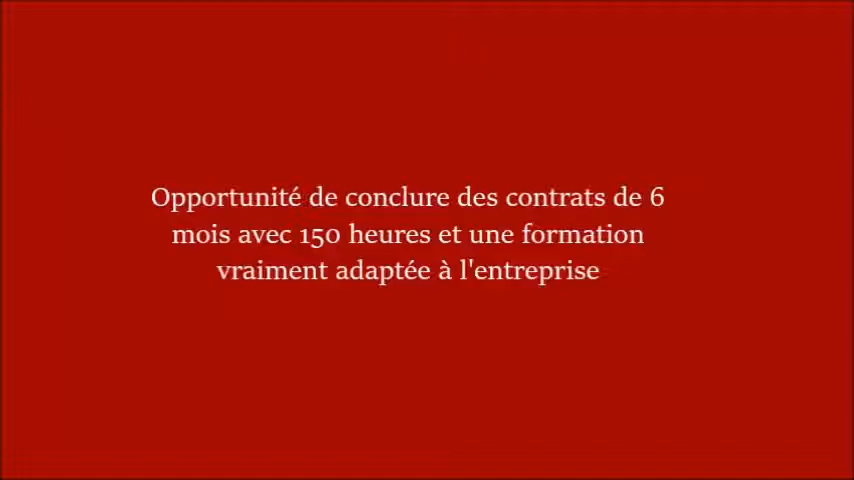 Opportunité de conclure des contrats de 6
mois avec 150 heures et une formation
vraiment adaptée à l'entreprise